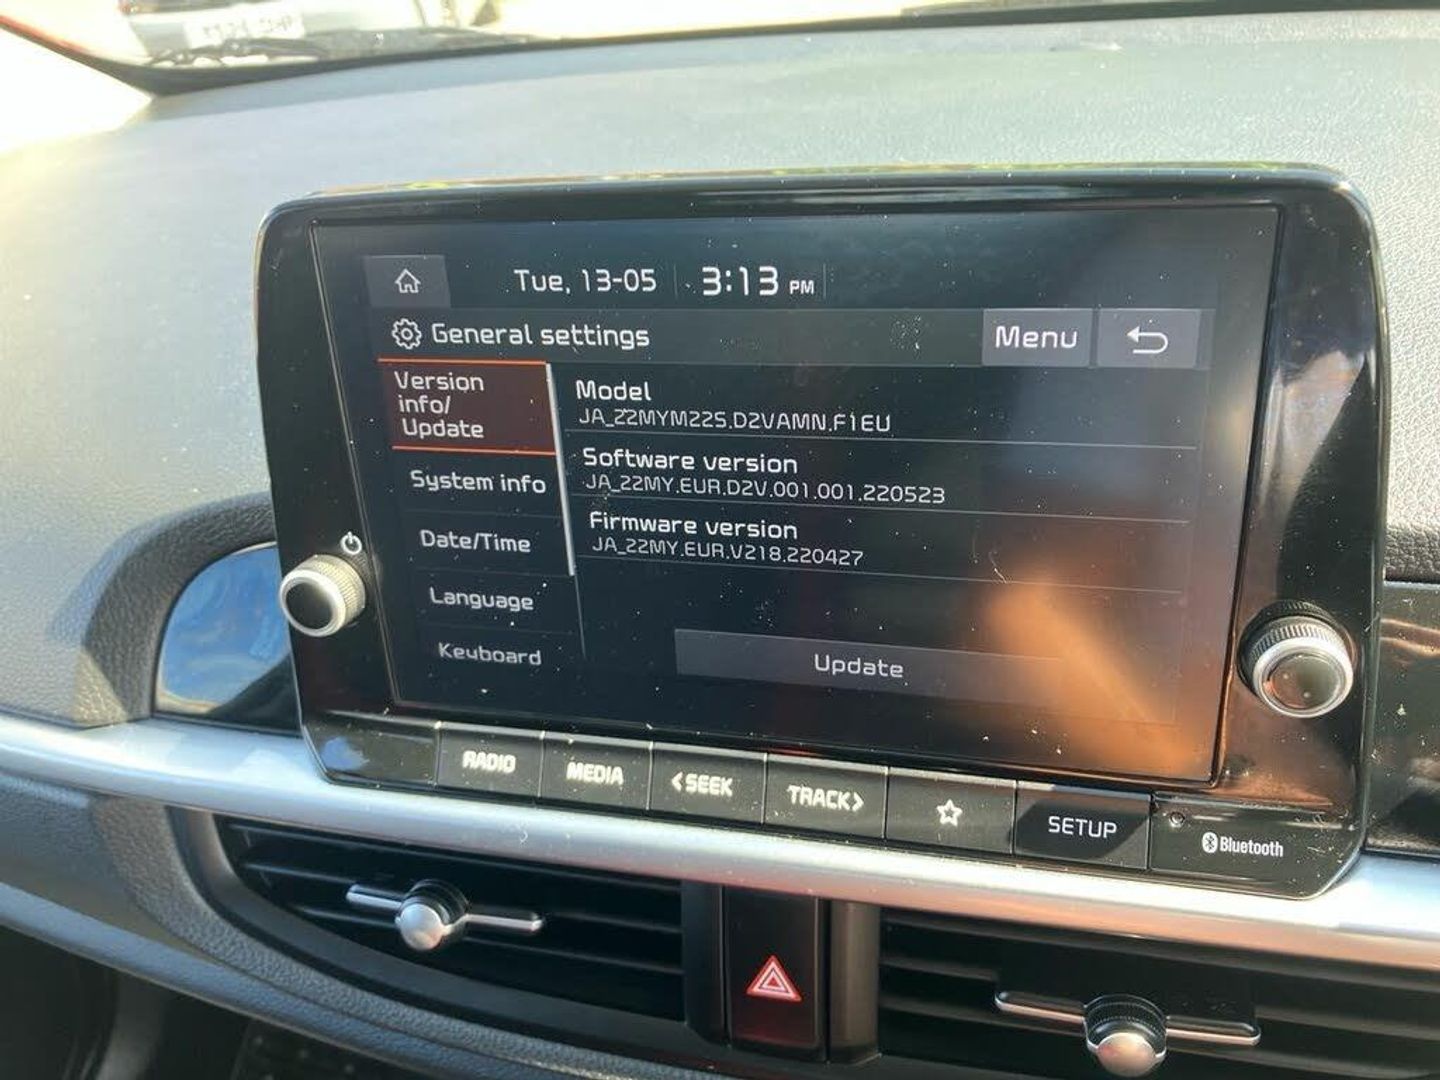 Tue, 13-05 3:13 PM
General settings
Menu
Version
info/
Update
System info
Date/Time
Language
Keyboard
Model
JA_22MYM22S.D2VAMN.F1EU
Software version
JA_22MY.EUR.D2V.001.001.220523
Firmware version
JA_22MY.EUR.V218.220427
Update
RADIO
MEDIA
<SEEK
TRACK>
SETUP
Bluetooth